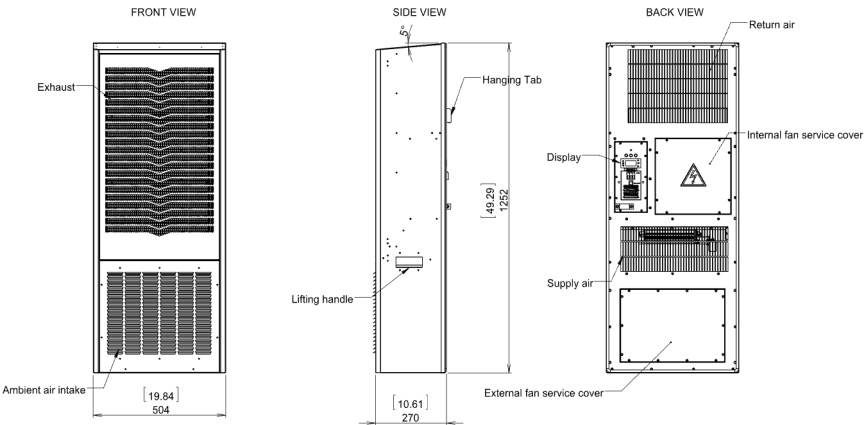 FRONT VIEW
Exhaust
Ambient air intake
[19.84]
504
SIDE VIEW
5°
Hanging Tab
[49.29]
1252
Lifting handle
[10.61]
270
BACK VIEW
Return air
Internal fan service cover
Display
Supply air
External fan service cover